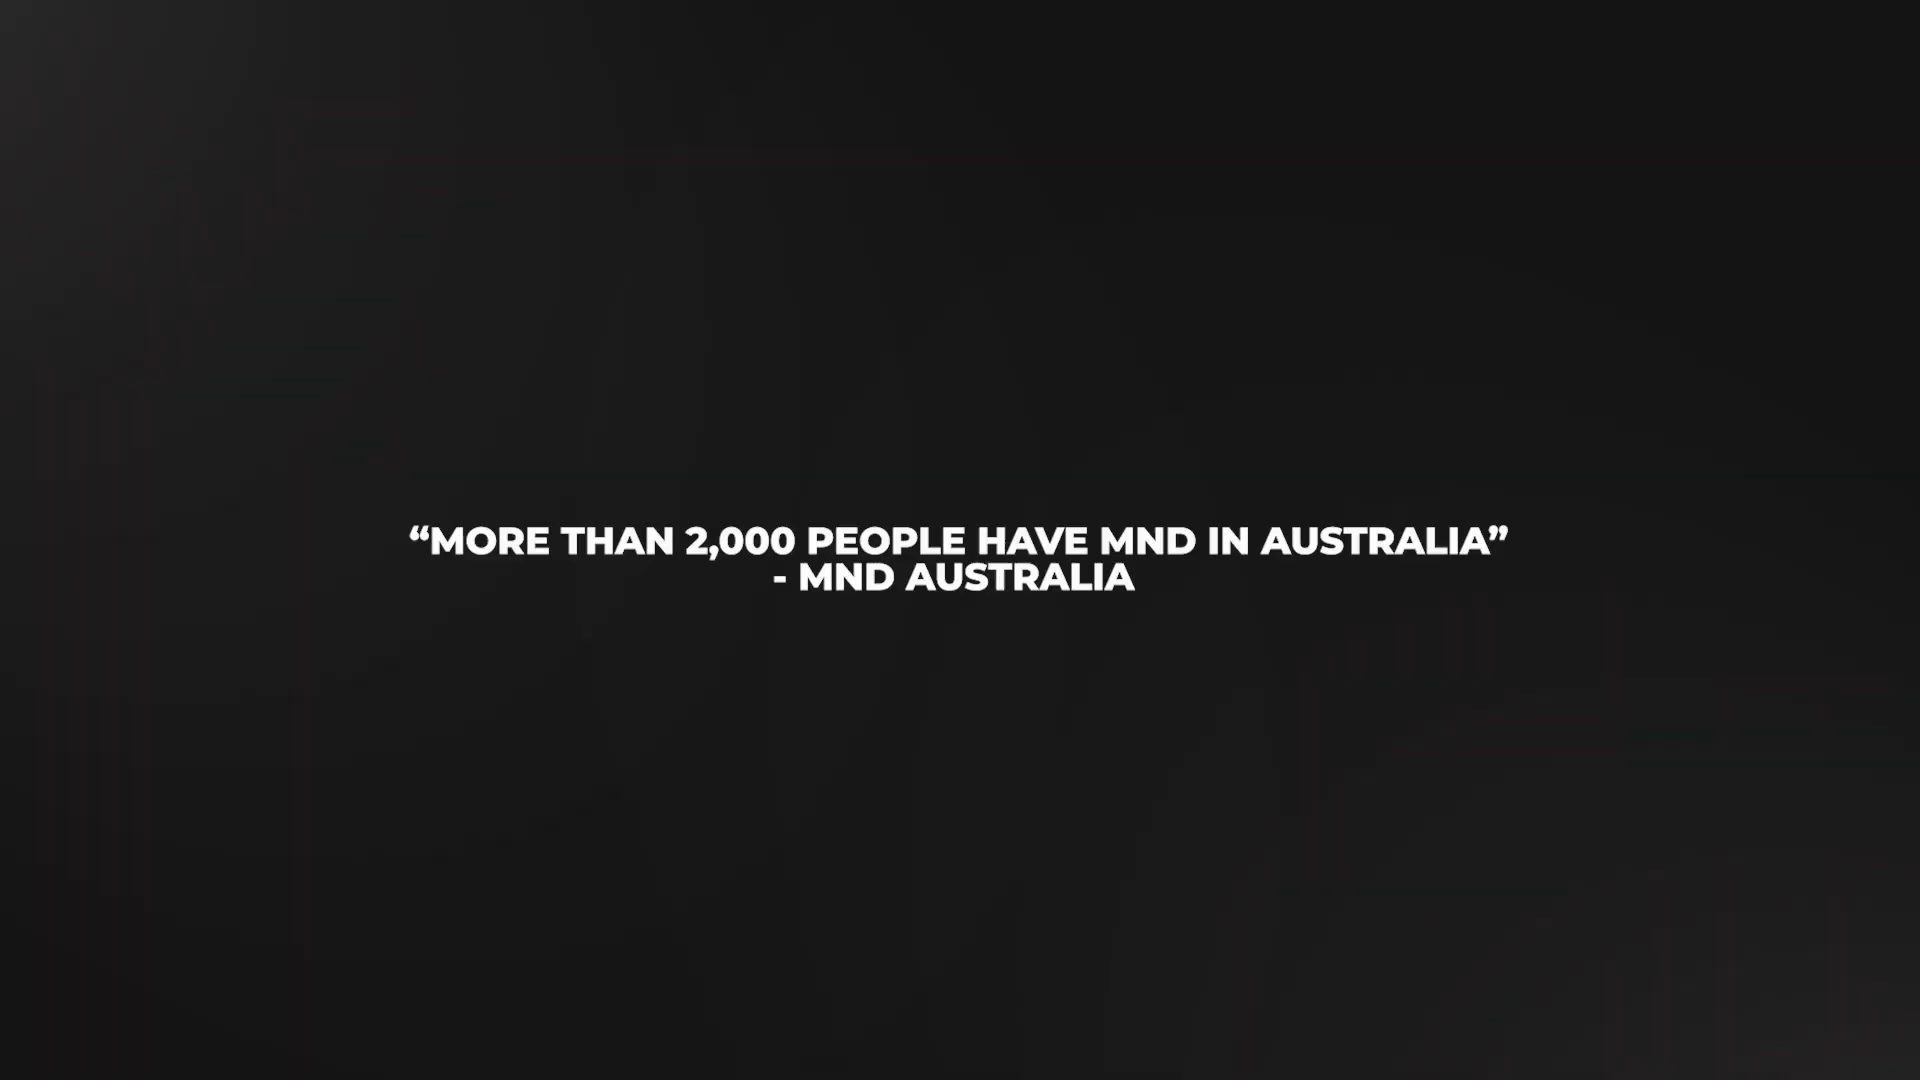 “MORE THAN 2,000 PEOPLE HAVE MND IN AUSTRALIA”
- MND AUSTRALIA